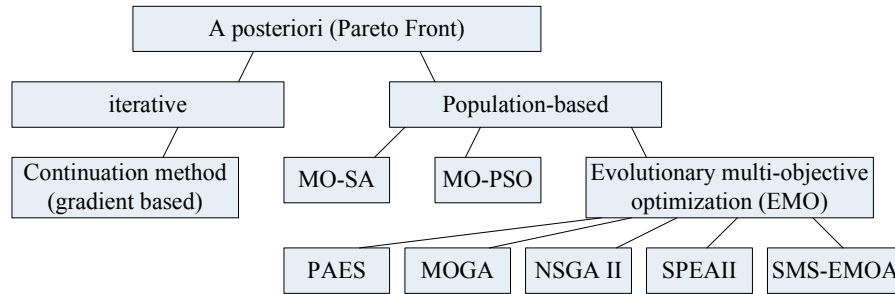 A posteriori (Pareto Front)
iterative
Population-based
Continuation method
(gradient based)
MO-SA
MO-PSO
Evolutionary multi-objective
optimization (EMO)
PAES
MOGA
NSGA II
SPEAII
SMS-EMOA